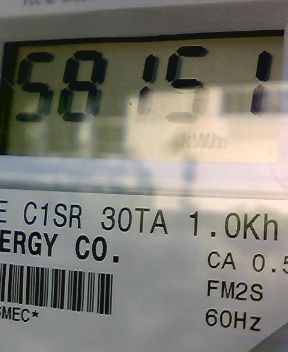 58151
kWh
E C1SR 30TA 1.0Kh
ERGY CO.
CA 0.5
FM2S
60Hz
SMEC*